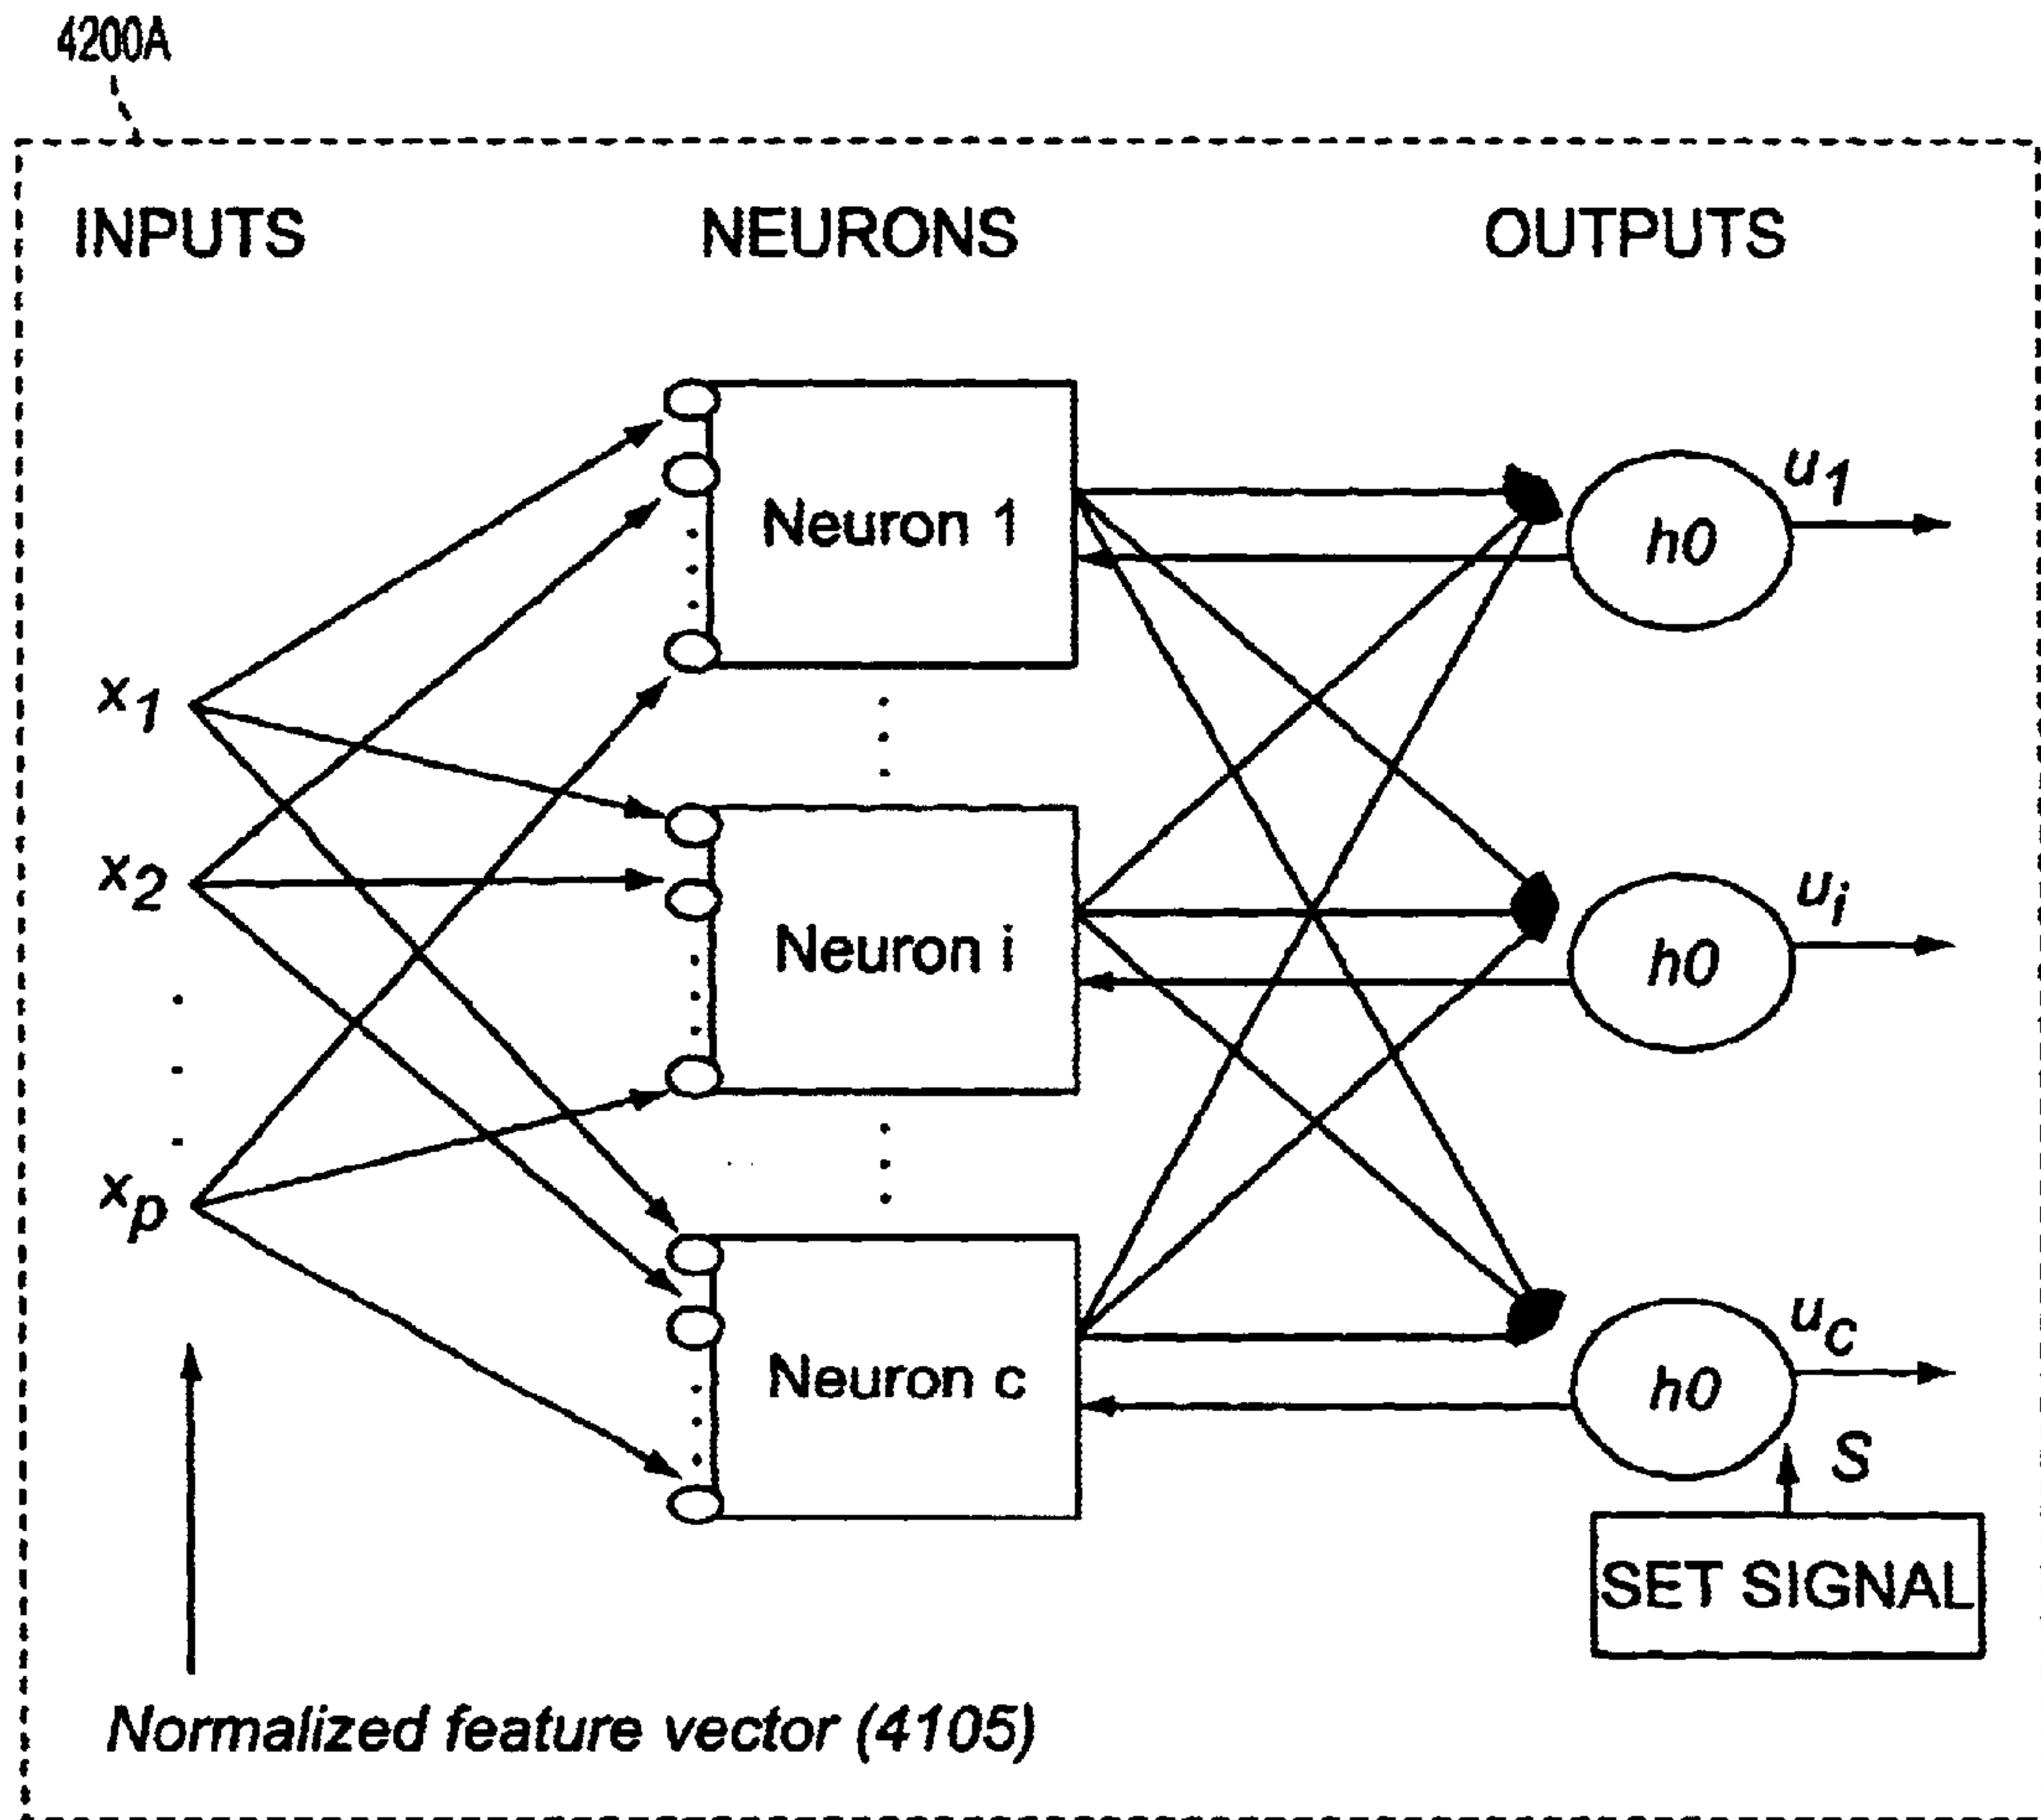 4200A
INPUTS NEURONS OUTPUTS
Neuron 1
h0
u1
x1
x2
Neuron i
h0
ui
xp
Neuron c
h0
uc
S
SET SIGNAL
Normalized feature vector (4105)